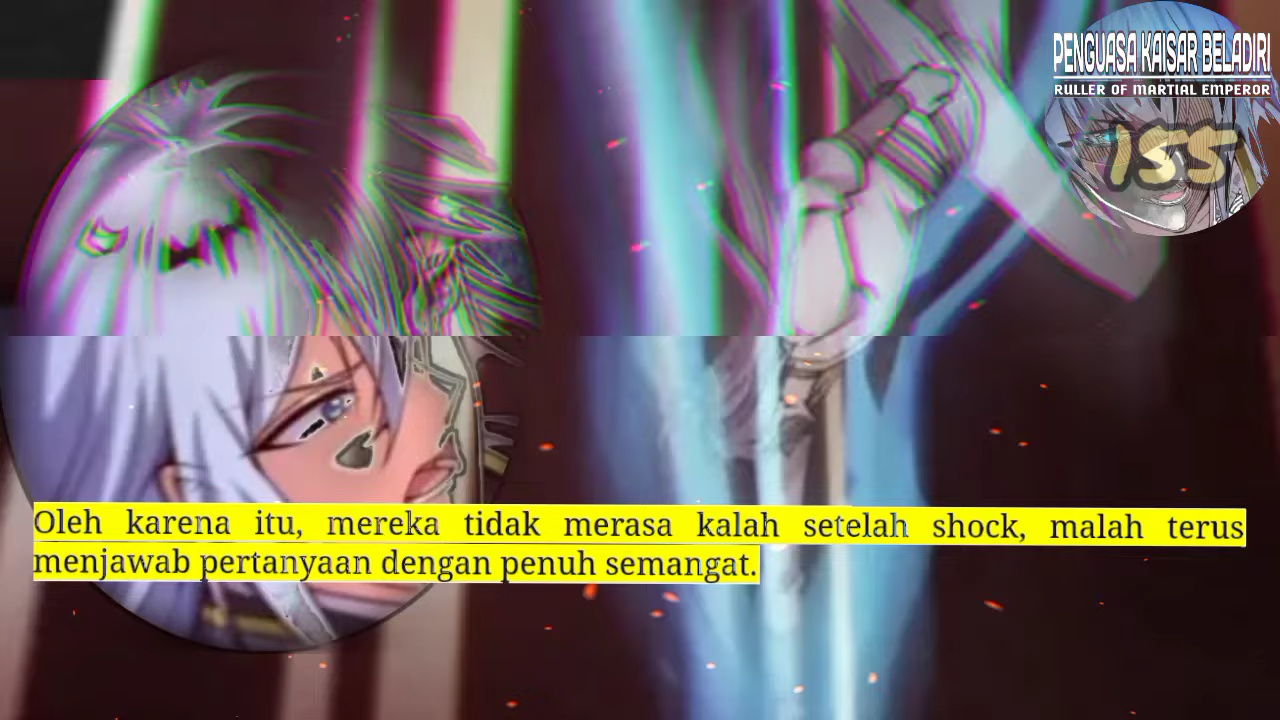 PENGUASA KAISAR BELADIRI
RULLER OF MARTIAL EMPEROR
155
Oleh karena itu, mereka tidak merasa kalah setelah shock, malah terus
menjawab pertanyaan dengan penuh semangat.